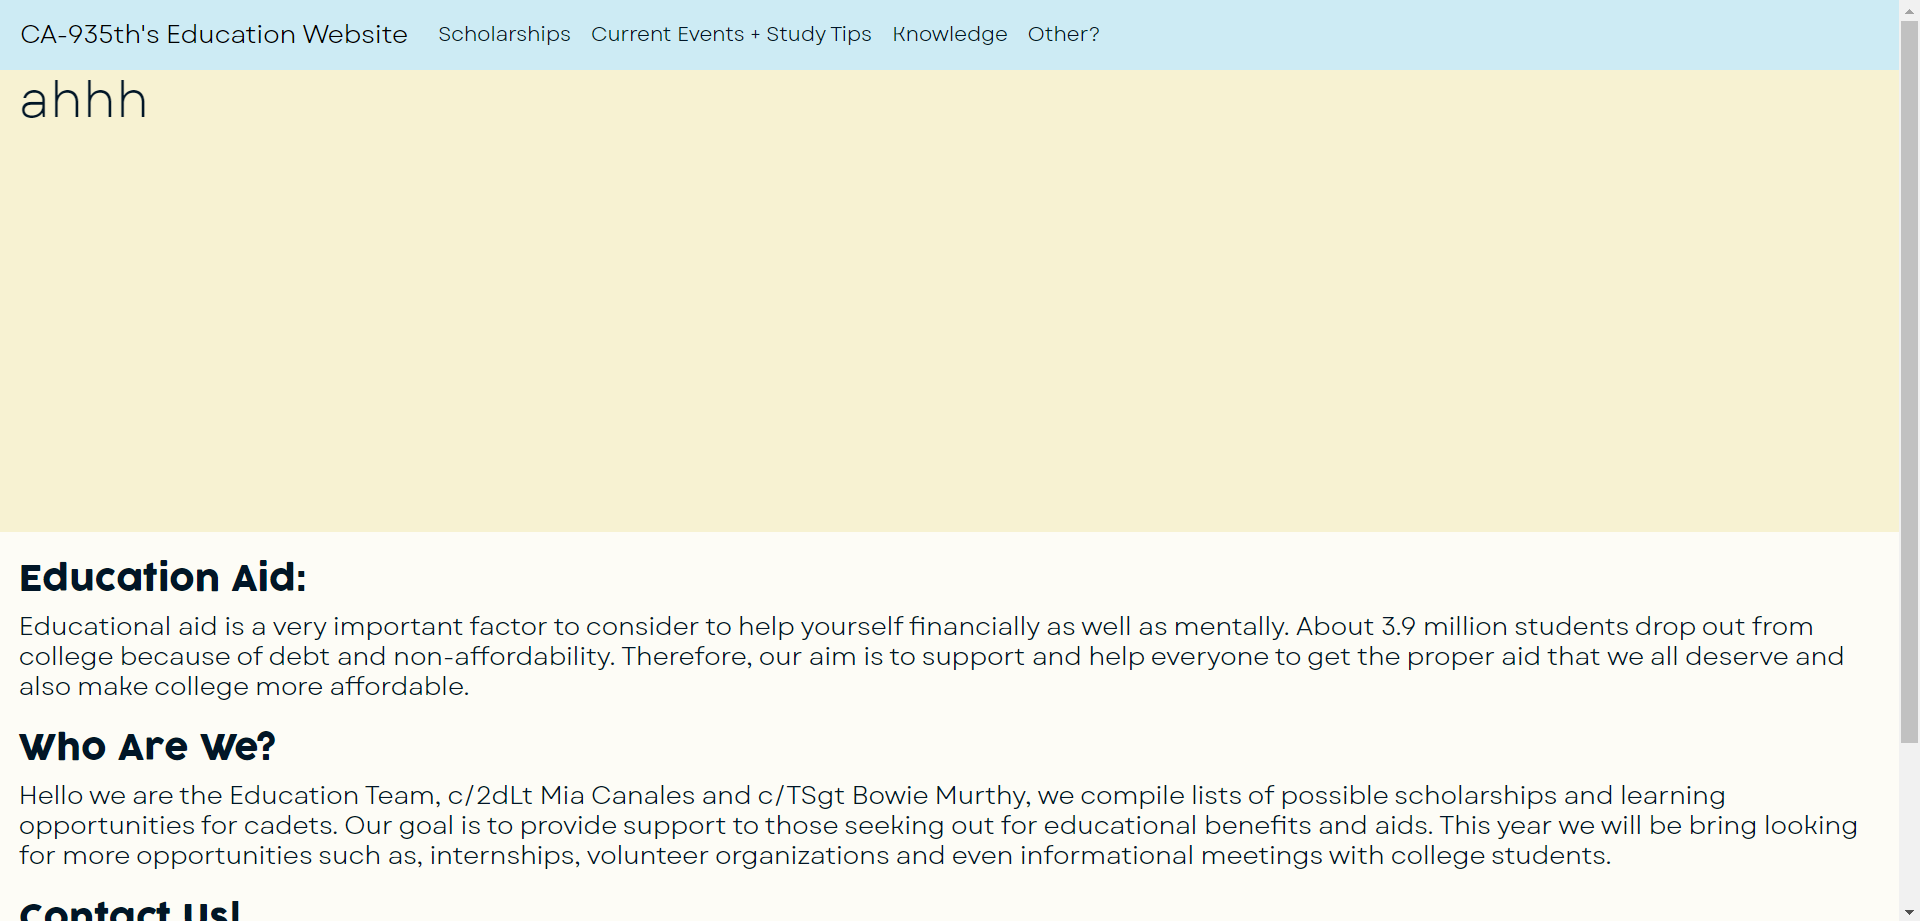 CA-935th's Education Website Scholarships Current Events + Study Tips Knowledge Other?
ahhh
Education Aid:
Educational aid is a very important factor to consider to help yourself financially as well as mentally. About 3.9 million students drop out from
college because of debt and non-affordability. Therefore, our aim is to support and help everyone to get the proper aid that we all deserve and
also make college more affordable.
Who Are We?
Hello we are the Education Team, c/2dLt Mia Canales and c/TSgt Bowie Murthy, we compile lists of possible scholarships and learning
opportunities for cadets. Our goal is to provide support to those seeking out for educational benefits and aids. This year we will be bring looking
for more opportunities such as, internships, volunteer organizations and even informational meetings with college students.
Contact Us!